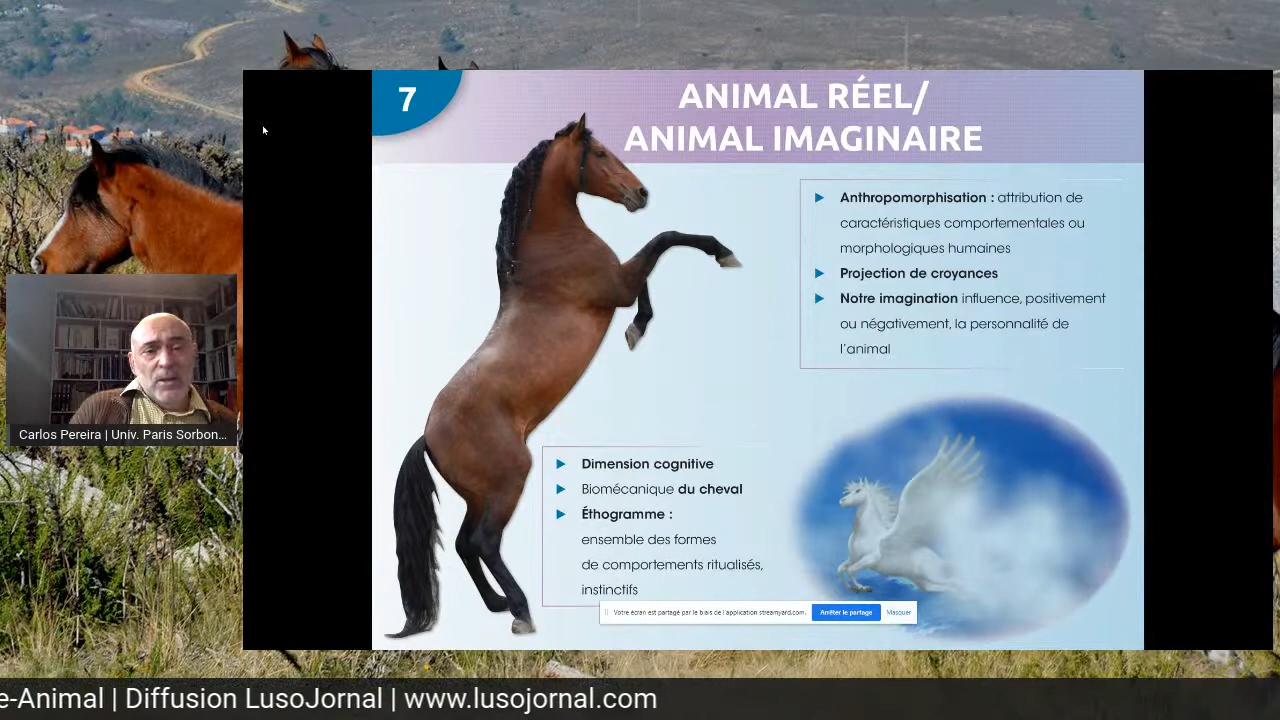 7
ANIMAL RÉEL/
ANIMAL IMAGINAIRE
Anthropomorphisation : attribution de
caractéristiques comportementales ou
morphologiques humaines
Projection de croyances
Notre imagination influence, positivement
ou négativement, la personnalité de
l'animal
Carlos Pereira | Univ. Paris Sorbon...
Dimension cognitive
Biomécanique du cheval
Éthogramme :
ensemble des formes
de comportements ritualisés,
instinctifs
Votre écran est partagé par le biais de l'application streamyard.com.
Arrêter le partage
Masquer
e-Animal | Diffusion LusoJornal | www.lusojornal.com